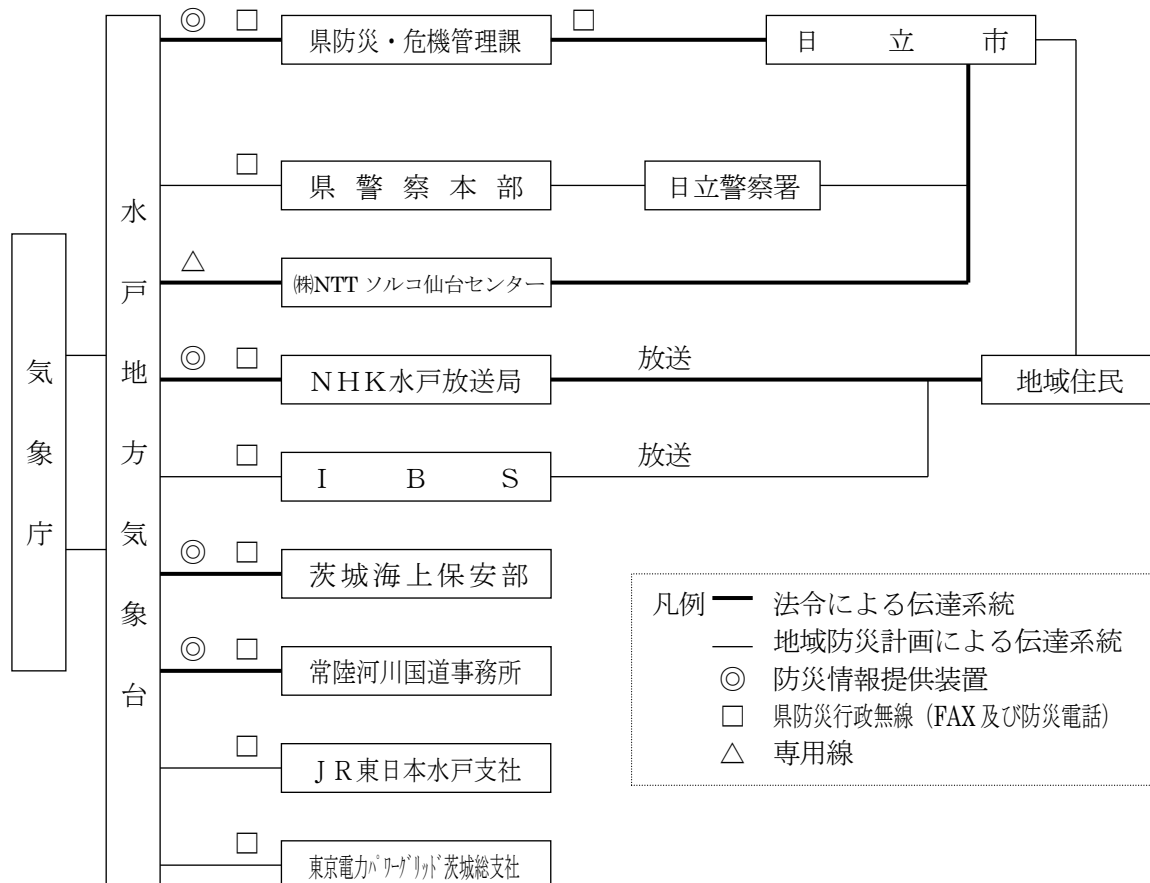 ◎ □ 県防災・危機管理課 □ 日立市
□ 県警察本部 日立警察署
△ ㈱NTTソルコ仙台センター
◎ □ NHK水戸放送局 放送 地域住民
□ IBS 放送
◎ □ 茨城海上保安部
◎ □ 常陸河川国道事務所
□ JR東日本水戸支社
□ 東京電力パワーグリッド茨城総支社
気象庁
水戸地方気象台
凡例 法令による伝達系統
地域防災計画による伝達系統
◎ 防災情報提供装置
□ 県防災行政無線(FAX及び防災電話)
△ 専用線